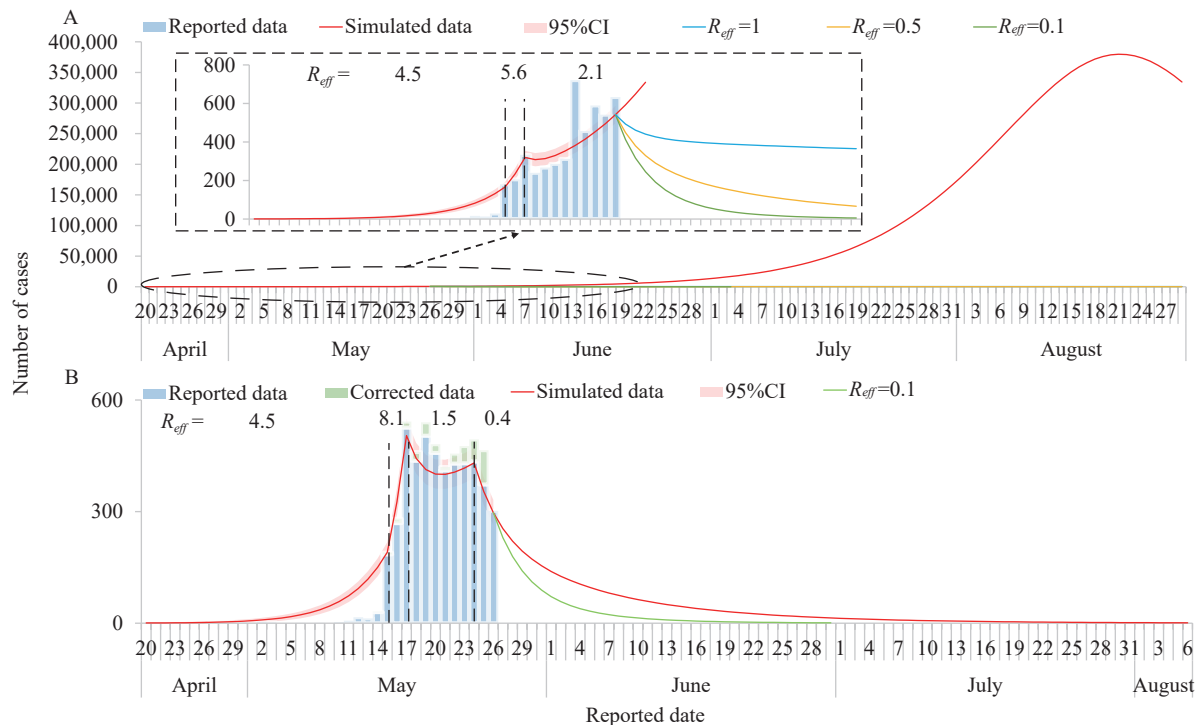 A
Reported data Simulated data 95%CI Reff=1 Reff=0.5 Reff=0.1
400,000
350,000
300,000
250,000
200,000
150,000
100,000
50,000
0
800
600
400
200
0
Reff = 4.5 5.6 2.1
20 23 26 29 2 5 8 11 14 17 20 23 26 29 1 4 7 10 13 16 19 22 25 28 1 4 7 10 13 16 19 22 25 28 31 3 6 9 12 15 18 21 24 27
April May June July August
Number of cases
B
Reported data Corrected data Simulated data 95%CI Reff=0.1
Reff = 4.5 8.1 1.5 0.4
600
300
0
20 23 26 29 2 5 8 11 14 17 20 23 26 29 1 4 7 10 13 16 19 22 25 28 1 4 7 10 13 16 19 22 25 28 31 3 6
April May June July August
Reported date